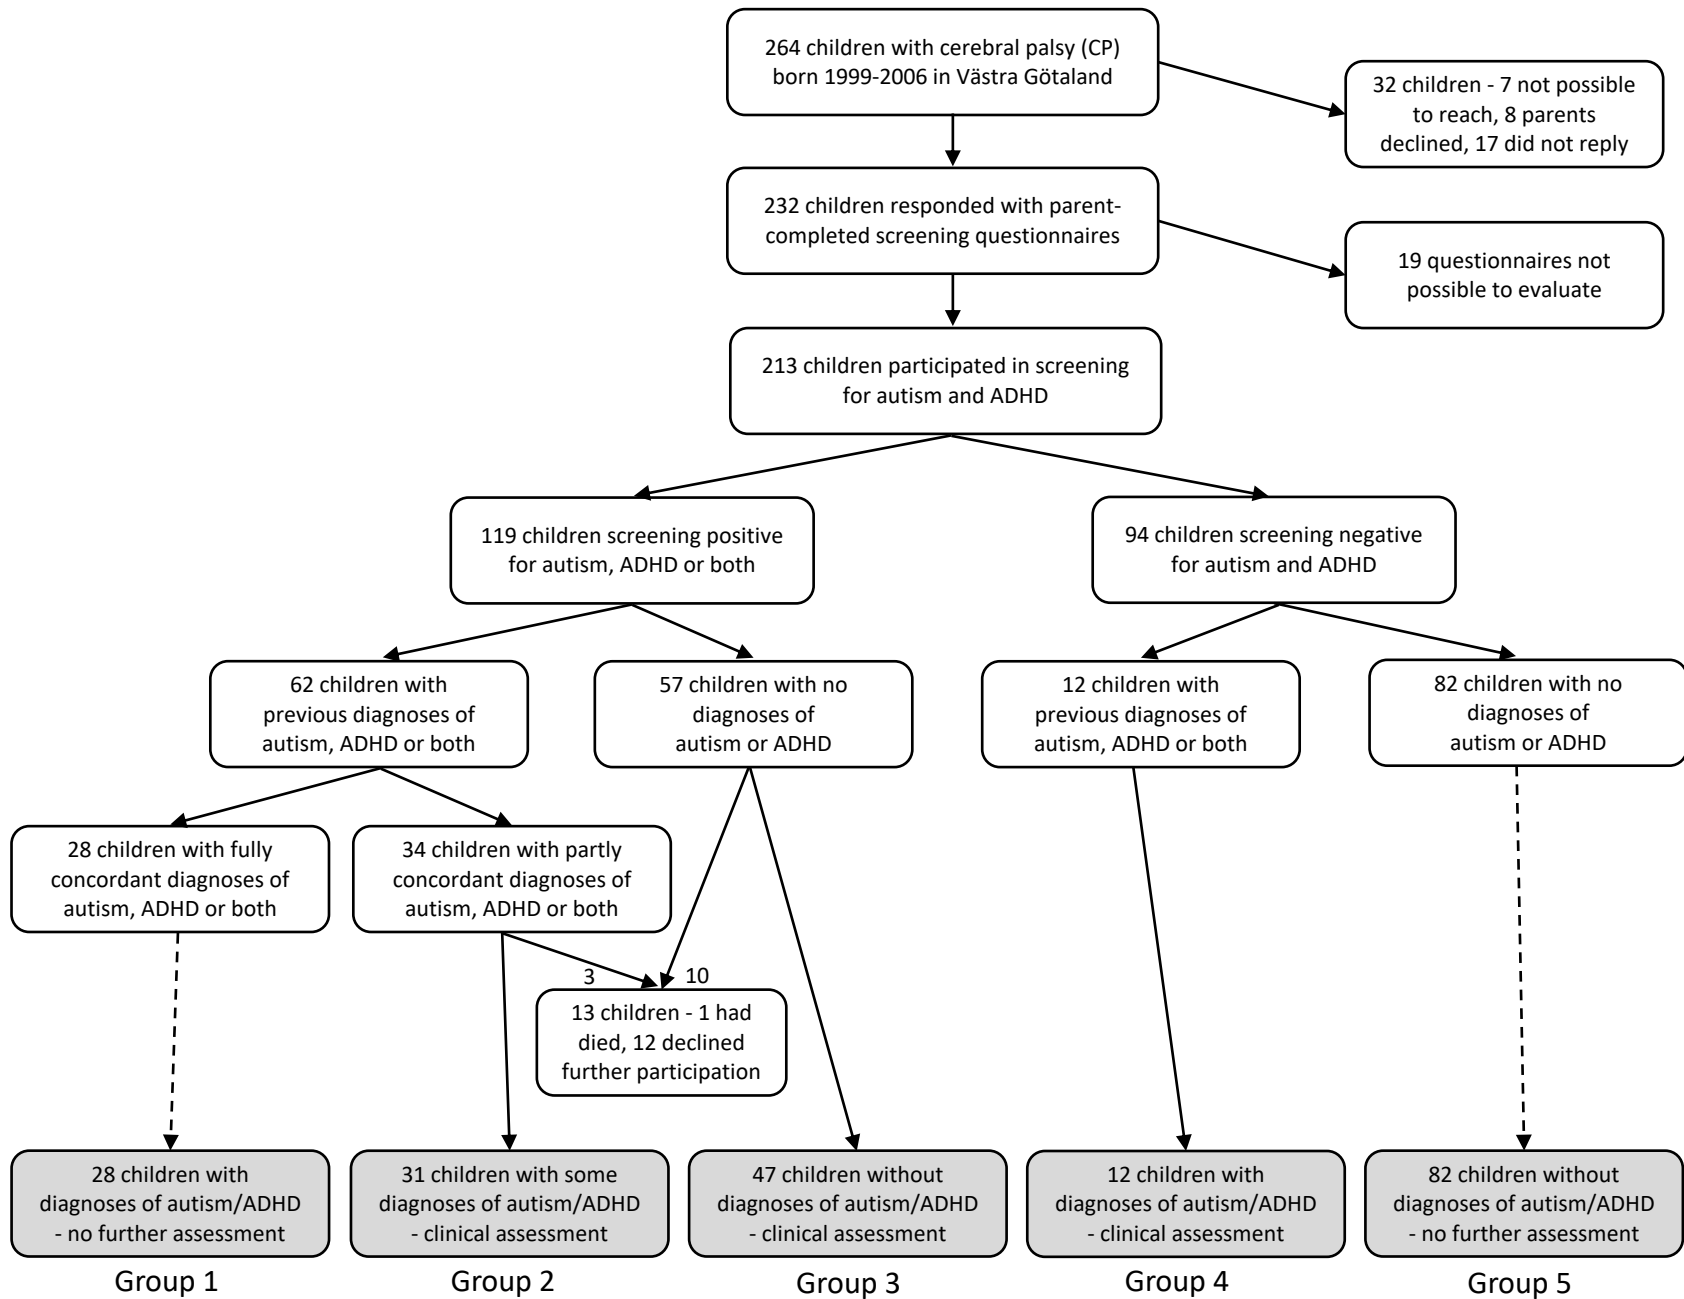 264 children with cerebral palsy (CP)
born 1999-2006 in Västra Götaland
32 children - 7 not possible
to reach, 8 parents
declined, 17 did not reply
232 children responded with parent-
completed screening questionnaires
19 questionnaires not
possible to evaluate
213 children participated in screening
for autism and ADHD
119 children screening positive
for autism, ADHD or both
94 children screening negative
for autism and ADHD
62 children with
previous diagnoses of
autism, ADHD or both
57 children with no
diagnoses of
autism or ADHD
12 children with
previous diagnoses of
autism, ADHD or both
82 children with no
diagnoses of
autism or ADHD
28 children with fully
concordant diagnoses of
autism, ADHD or both
34 children with partly
concordant diagnoses of
autism, ADHD or both
3
10
13 children - 1 had
died, 12 declined
further participation
28 children with
diagnoses of autism/ADHD
- no further assessment
31 children with some
diagnoses of autism/ADHD
- clinical assessment
47 children without
diagnoses of autism/ADHD
- clinical assessment
12 children with
diagnoses of autism/ADHD
- clinical assessment
82 children without
diagnoses of autism/ADHD
- no further assessment
Group 1
Group 2
Group 3
Group 4
Group 5